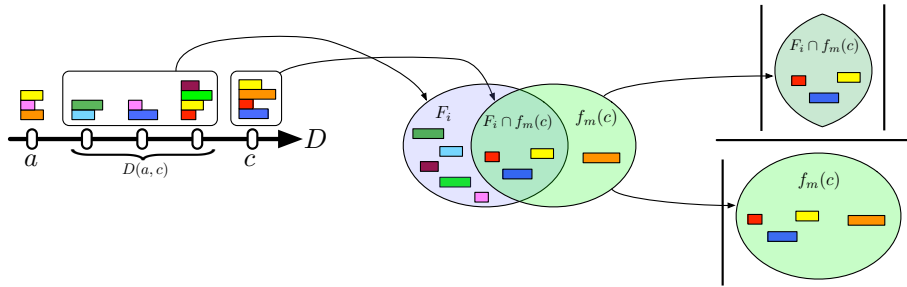 a
D(a, c)
c
D
F_i
F_i ∩ f_m(c)
f_m(c)
F_i ∩ f_m(c)
f_m(c)